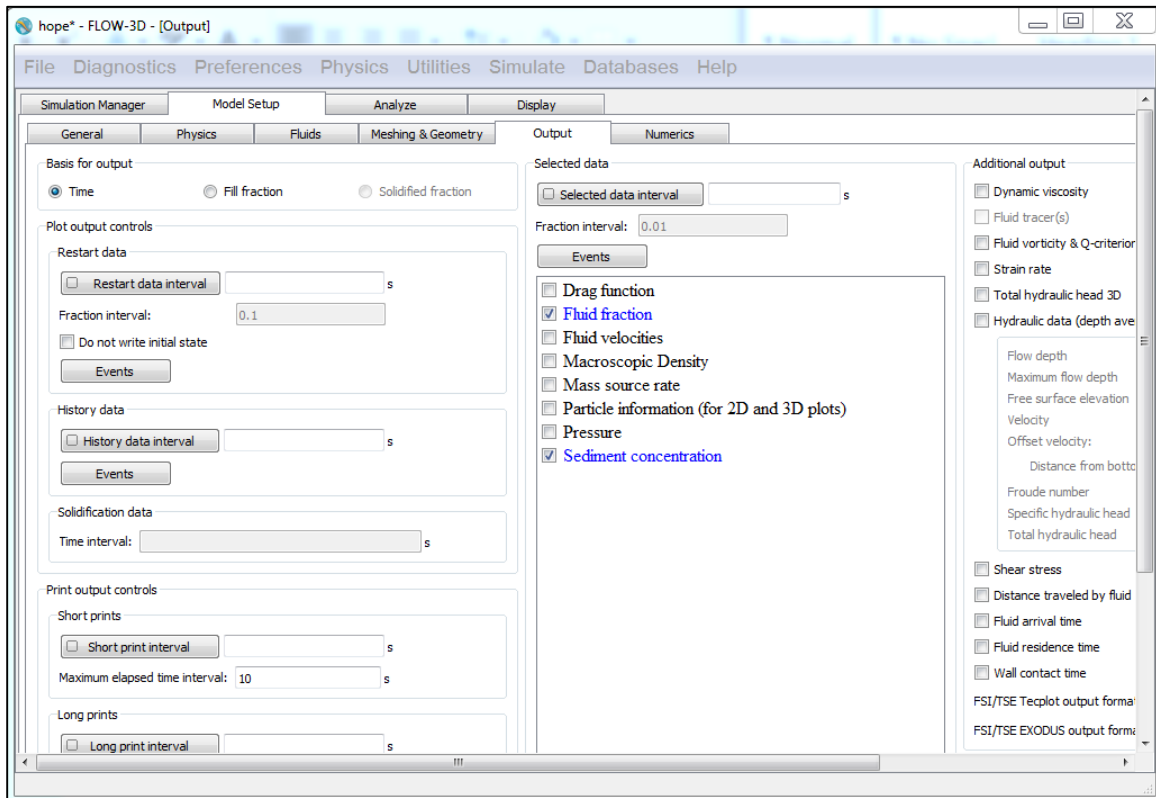 hope* - FLOW-3D - [Output]
File Diagnostics Preferences Physics Utilities Simulate Databases Help
Simulation Manager Model Setup Analyze Display
General Physics Fluids Meshing & Geometry Output Numerics
Basis for output
Time Fill fraction Solidified fraction
Plot output controls
Restart data
Restart data interval s
Fraction interval: 0.1
Do not write initial state
Events
History data
History data interval s
Events
Solidification data
Time interval: s
Print output controls
Short prints
Short print interval s
Maximum elapsed time interval: 10 s
Long prints
Long print interval s
Selected data
Selected data interval s
Fraction interval: 0.01
Events
Drag function
Fluid fraction
Fluid velocities
Macroscopic Density
Mass source rate
Particle information (for 2D and 3D plots)
Pressure
Sediment concentration
Additional output
Dynamic viscosity
Fluid tracer(s)
Fluid vorticity & Q-criterion
Strain rate
Total hydraulic head 3D
Hydraulic data (depth ave
Flow depth
Maximum flow depth
Free surface elevation
Velocity
Offset velocity:
Distance from botto
Froude number
Specific hydraulic head
Total hydraulic head
Shear stress
Distance traveled by fluid
Fluid arrival time
Fluid residence time
Wall contact time
FSI/TSE Tecplot output format
FSI/TSE EXODUS output forma